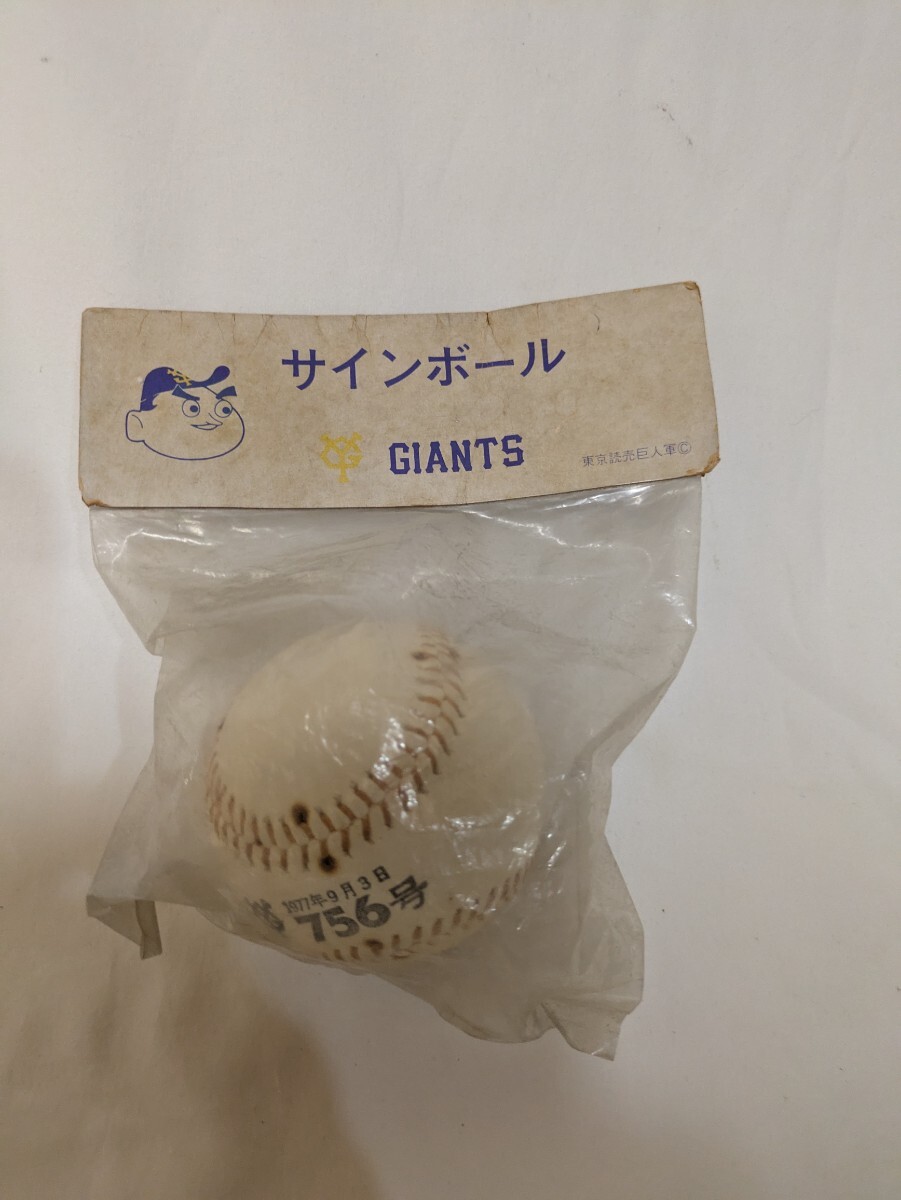 サインボール
GIANTS
東京読売巨人軍©
1977年9月3日
756号